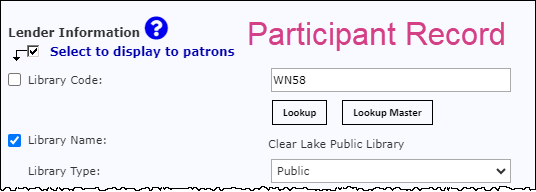 Participant Record
Lender Information ?
Select to display to patrons
Library Code: WN58
Lookup Lookup Master
Library Name: Clear Lake Public Library
Library Type: Public